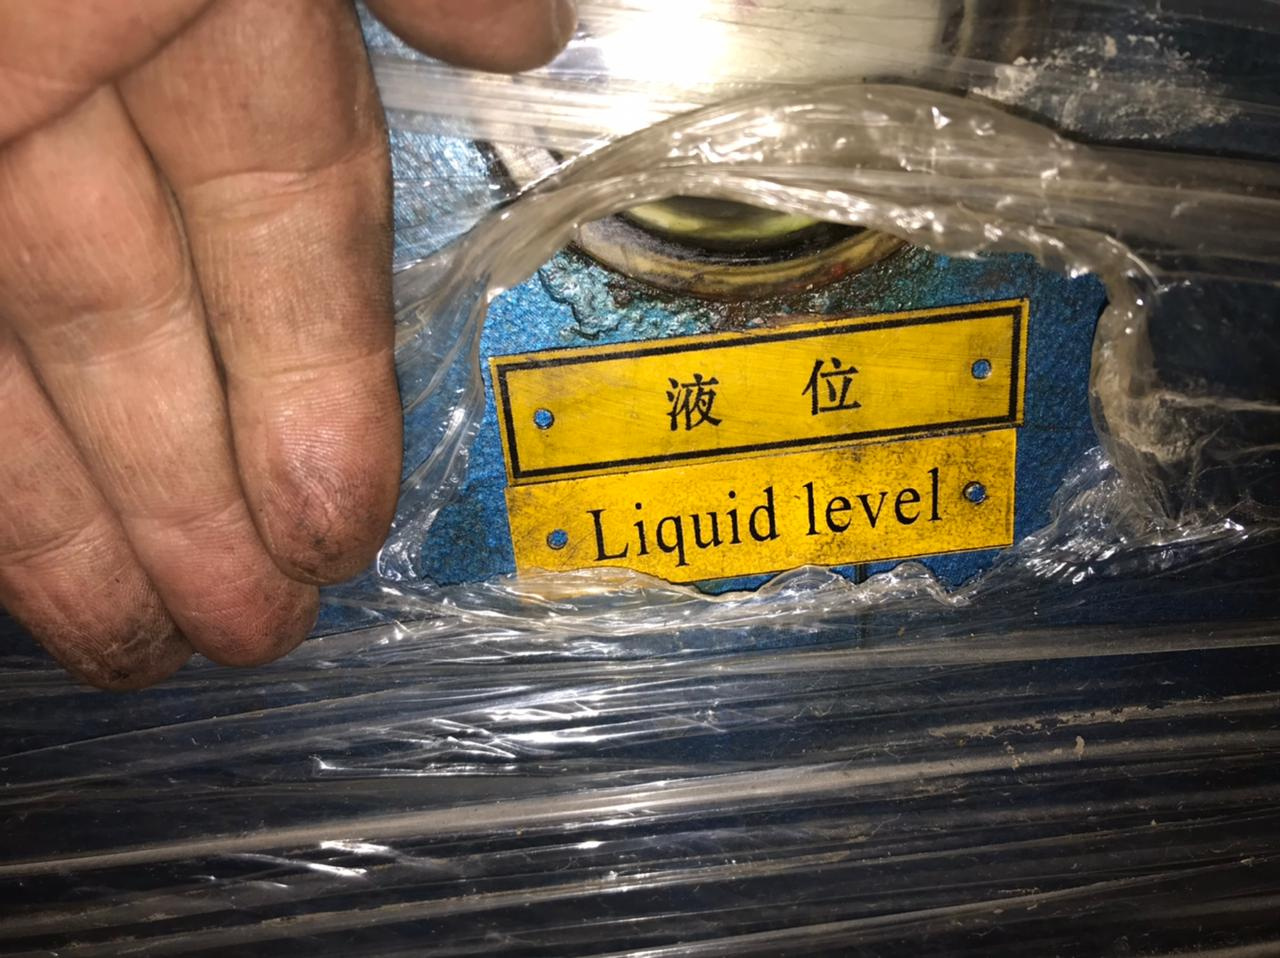 液 位
Liquid level